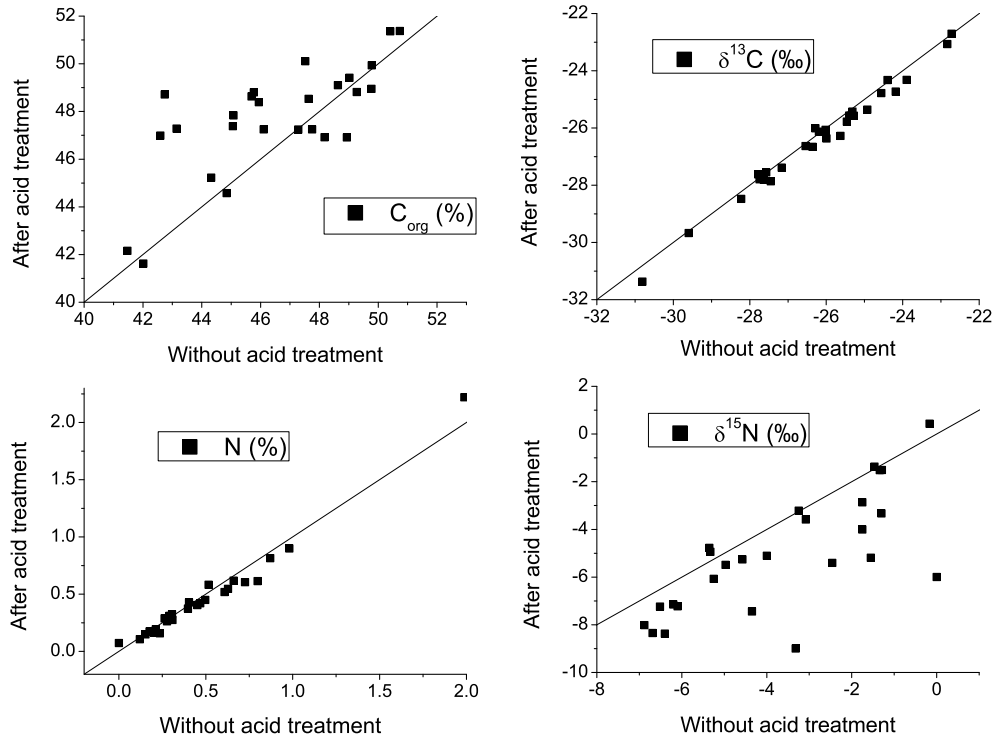 52
50
48
46
44
42
40
After acid treatment
C_org (%)
40 42 44 46 48 50 52
Without acid treatment
-22
-24
-26
-28
-30
-32
After acid treatment
δ¹³C (‰)
-32 -30 -28 -26 -24 -22
Without acid treatment
2.0
1.5
1.0
0.5
0.0
After acid treatment
N (%)
0.0 0.5 1.0 1.5 2.0
Without acid treatment
2
0
-2
-4
-6
-8
-10
After acid treatment
δ¹⁵N (‰)
-8 -6 -4 -2 0
Without acid treatment